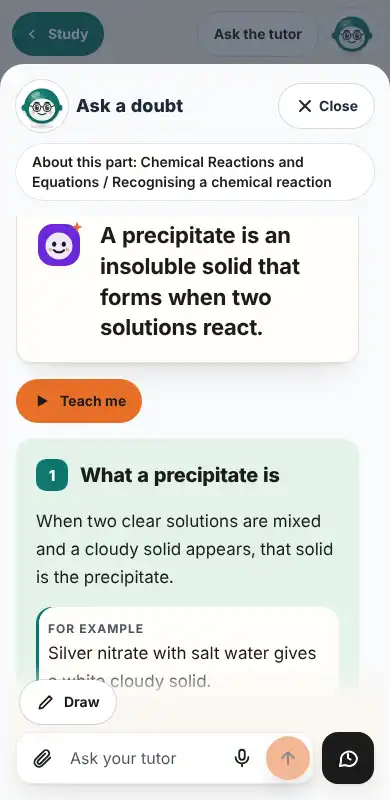 Study
Ask the tutor
Ask a doubt
Close
About this part: Chemical Reactions and
Equations / Recognising a chemical reaction
A precipitate is an
insoluble solid that
forms when two
solutions react.
Teach me
1 What a precipitate is
When two clear solutions are mixed
and a cloudy solid appears, that solid
is the precipitate.
FOR EXAMPLE
Silver nitrate with salt water gives
a white cloudy solid.
Draw
Ask your tutor